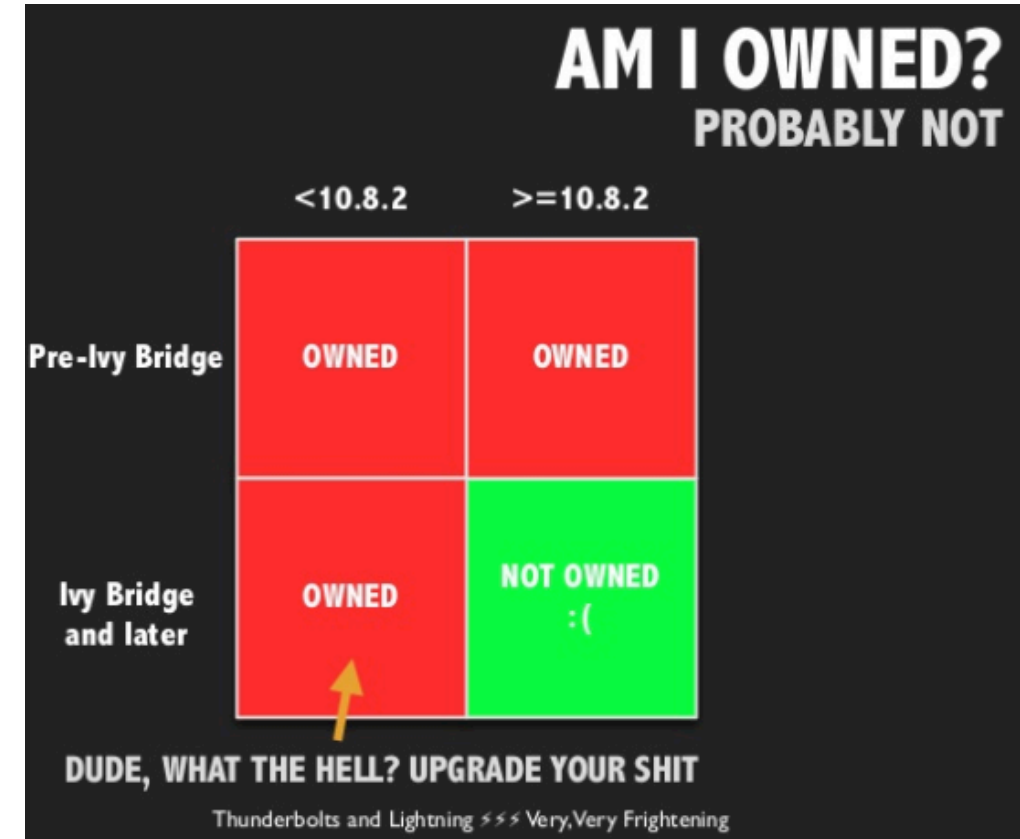 AM I OWNED?
PROBABLY NOT
<10.8.2 >=10.8.2
Pre-Ivy Bridge OWNED OWNED
Ivy Bridge
and later
OWNED
NOT OWNED
:(
DUDE, WHAT THE HELL? UPGRADE YOUR SHIT
Thunderbolts and Lightning ⚡⚡⚡ Very,Very Frightening